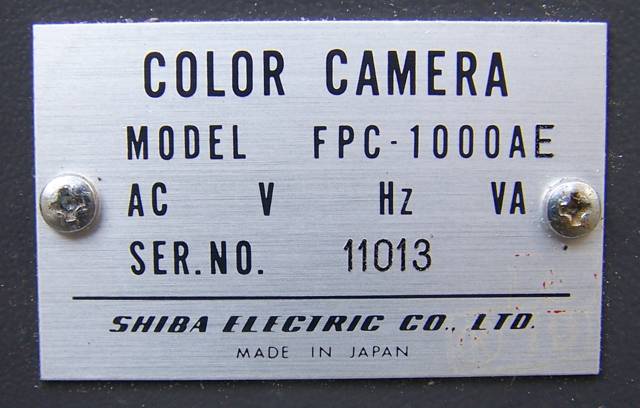 COLOR CAMERA
MODEL FPC-1000AE
AC V Hz VA
SER.NO. 11013
SHIBA ELECTRIC CO., LTD.
MADE IN JAPAN